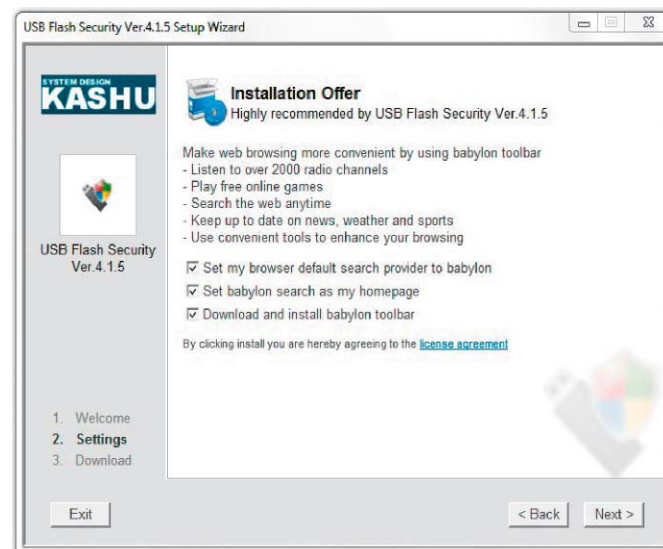 USB Flash Security Ver.4.1.5 Setup Wizard
SYSTEM DESIGN
KASHU
USB Flash Security
Ver.4.1.5
1. Welcome
2. Settings
3. Download
Installation Offer
Highly recommended by USB Flash Security Ver.4.1.5
Make web browsing more convenient by using babylon toolbar
- Listen to over 2000 radio channels
- Play free online games
- Search the web anytime
- Keep up to date on news, weather and sports
- Use convenient tools to enhance your browsing
Set my browser default search provider to babylon
Set babylon search as my homepage
Download and install babylon toolbar
By clicking install you are hereby agreeing to the license agreement
Exit
< Back
Next >